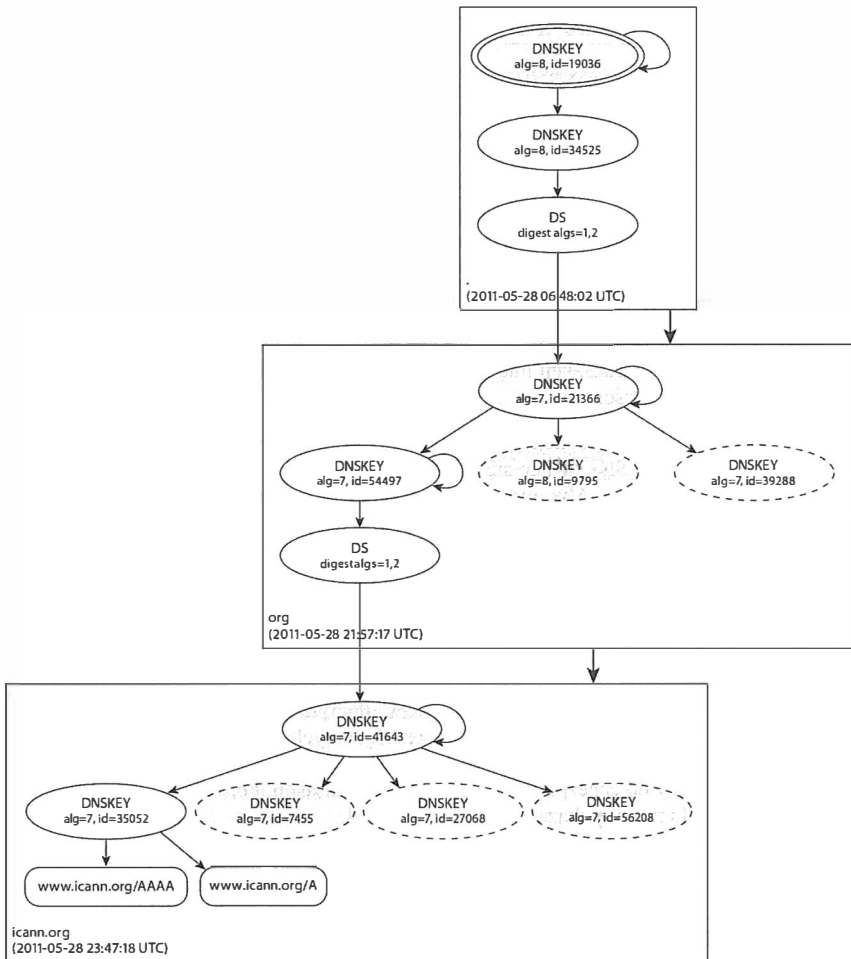 DNSKEY
alg=8, id=19036
DNSKEY
alg=8, id=34525
DS
digest algs=1,2
.
(2011-05-28 06:48:02 UTC)
DNSKEY
alg=7, id=21366
DNSKEY
alg=7, id=54497
DNSKEY
alg=8, id=9795
DNSKEY
alg=7, id=39288
DS
digestalgs=1,2
org
(2011-05-28 21:57:17 UTC)
DNSKEY
alg=7, id=41643
DNSKEY
alg=7, id=35052
DNSKEY
alg=7, id=7455
DNSKEY
alg=7, id=27068
DNSKEY
alg=7, id=56208
www.icann.org/AAAA
www.icann.org/A
icann.org
(2011-05-28 23:47:18 UTC)